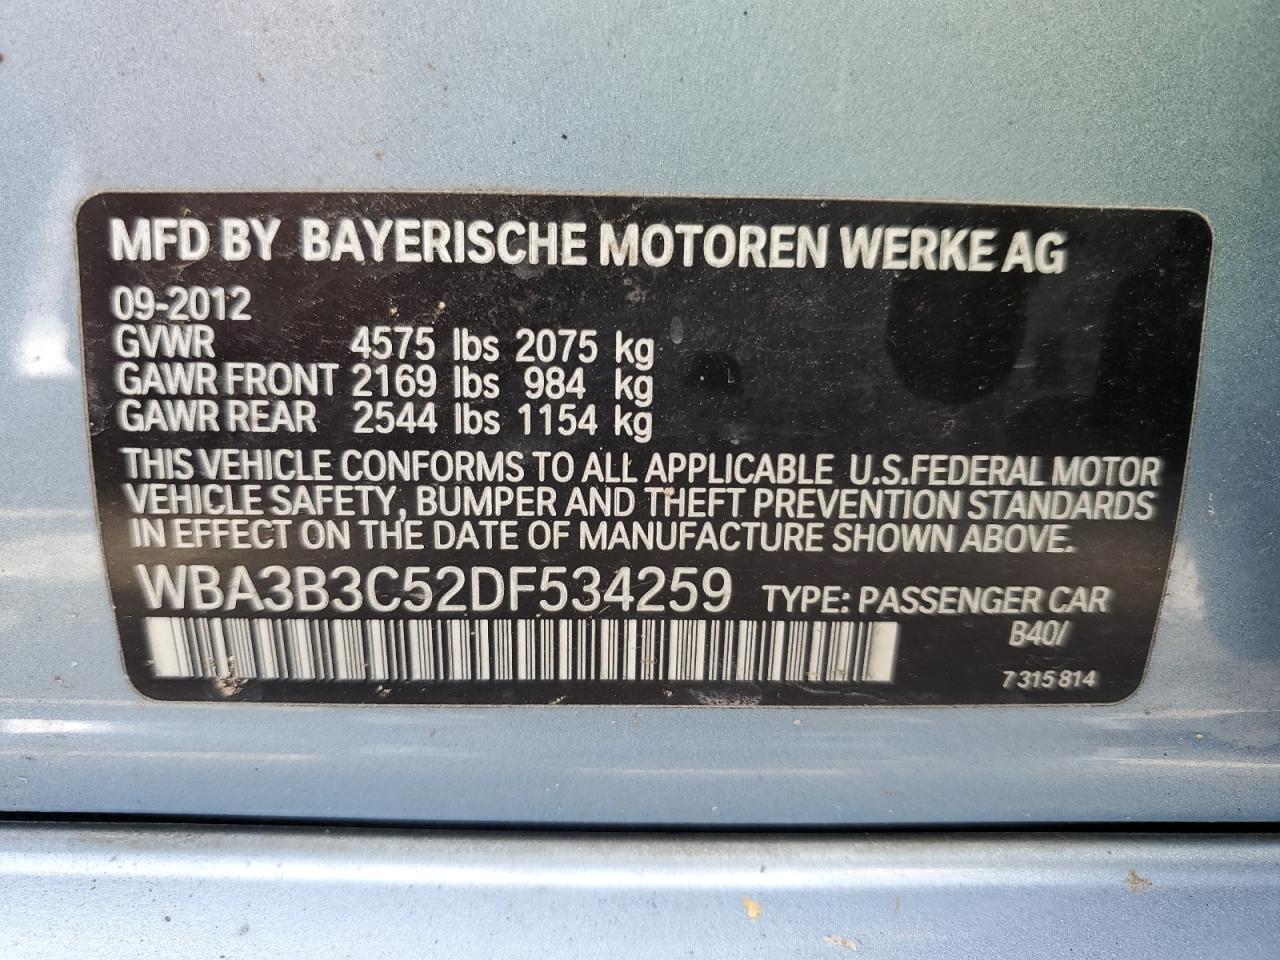 MFD BY BAYERISCHE MOTOREN WERKE AG
09-2012
GVWR 4575 lbs 2075 kg
GAWR FRONT 2169 lbs 984 kg
GAWR REAR 2544 lbs 1154 kg
THIS VEHICLE CONFORMS TO ALL APPLICABLE U.S.FEDERAL MOTOR
VEHICLE SAFETY, BUMPER AND THEFT PREVENTION STANDARDS
IN EFFECT ON THE DATE OF MANUFACTURE SHOWN ABOVE.
WBA3B3C52DF534259 TYPE: PASSENGER CAR
B40/
7 315 814